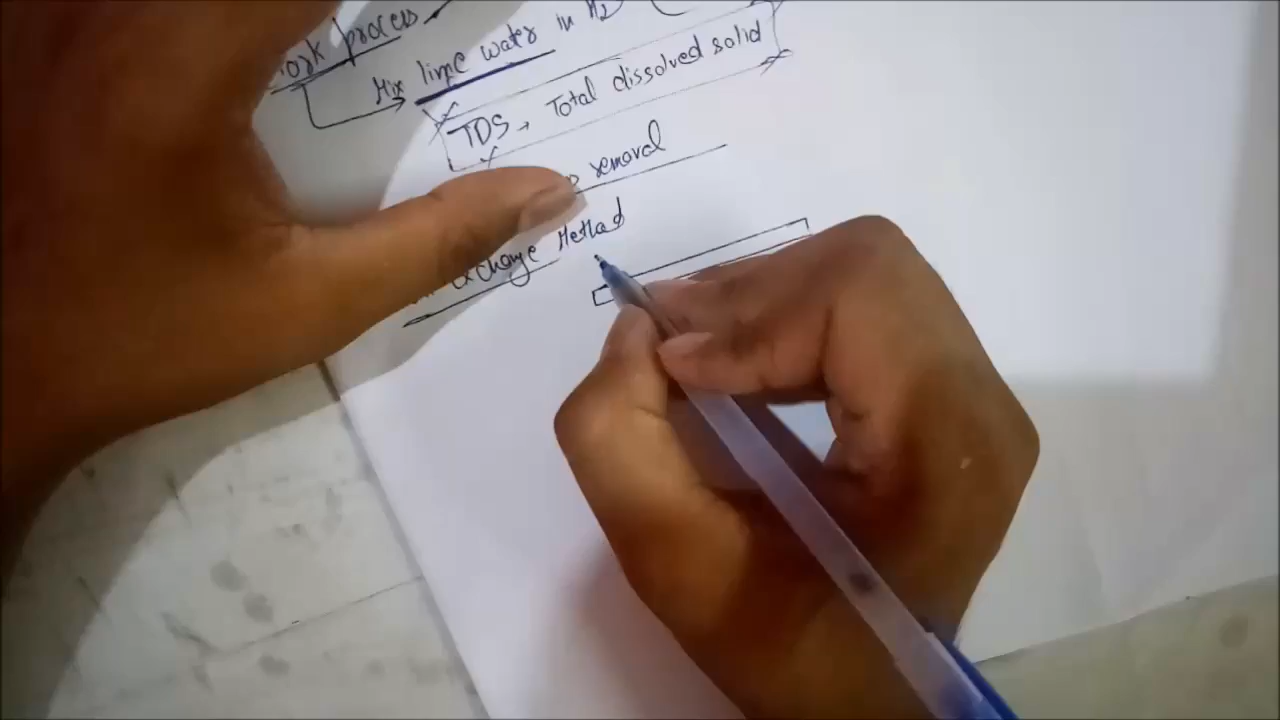 process
Mix lime water in H2
TDS → Total dissolved solid
removal
Exchange Method